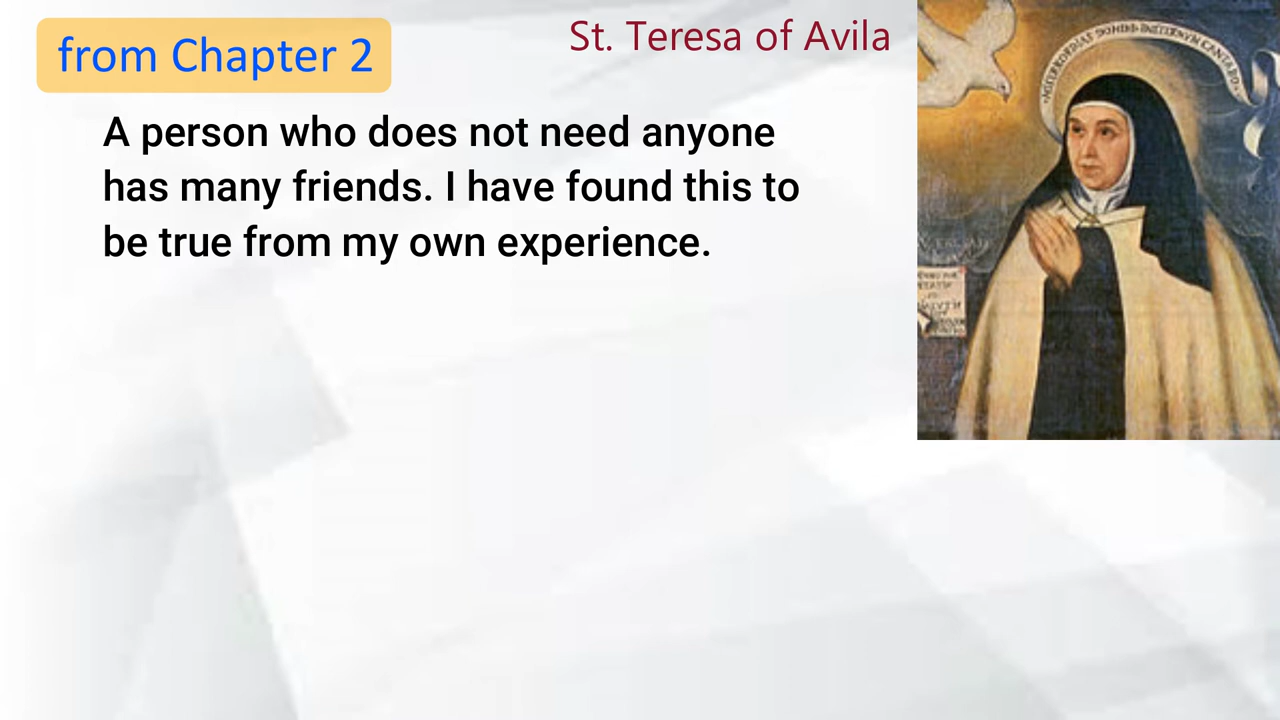 from Chapter 2
St. Teresa of Avila
A person who does not need anyone
has many friends. I have found this to
be true from my own experience.